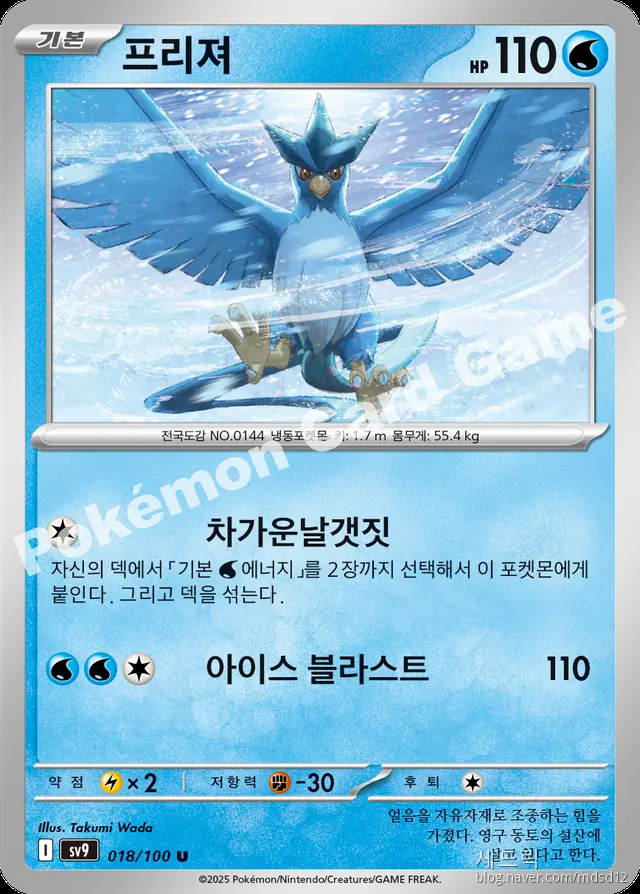 기본
프리져
HP 110
전국도감 NO.0144 냉동포켓몬 키: 1.7 m 몸무게: 55.4 kg
Pokémon Card Game
차가운날갯짓
자신의 덱에서 「기본 에너지」를 2장까지 선택해서 이 포켓몬에게
붙인다. 그리고 덱을 섞는다.
아이스 블라스트 110
약점 ×2 저항력 -30 후퇴
얼음을 자유자재로 조종하는 힘을
가졌다. 영구 동토의 설산에
살고 있다고 한다.
Illus. Takumi Wada
I sv9 018/100 U
©2025 Pokémon/Nintendo/Creatures/GAME FREAK.
blog.naver.com/mdsd12